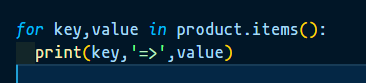 for key,value in product.items():
  print(key,'=>',value)